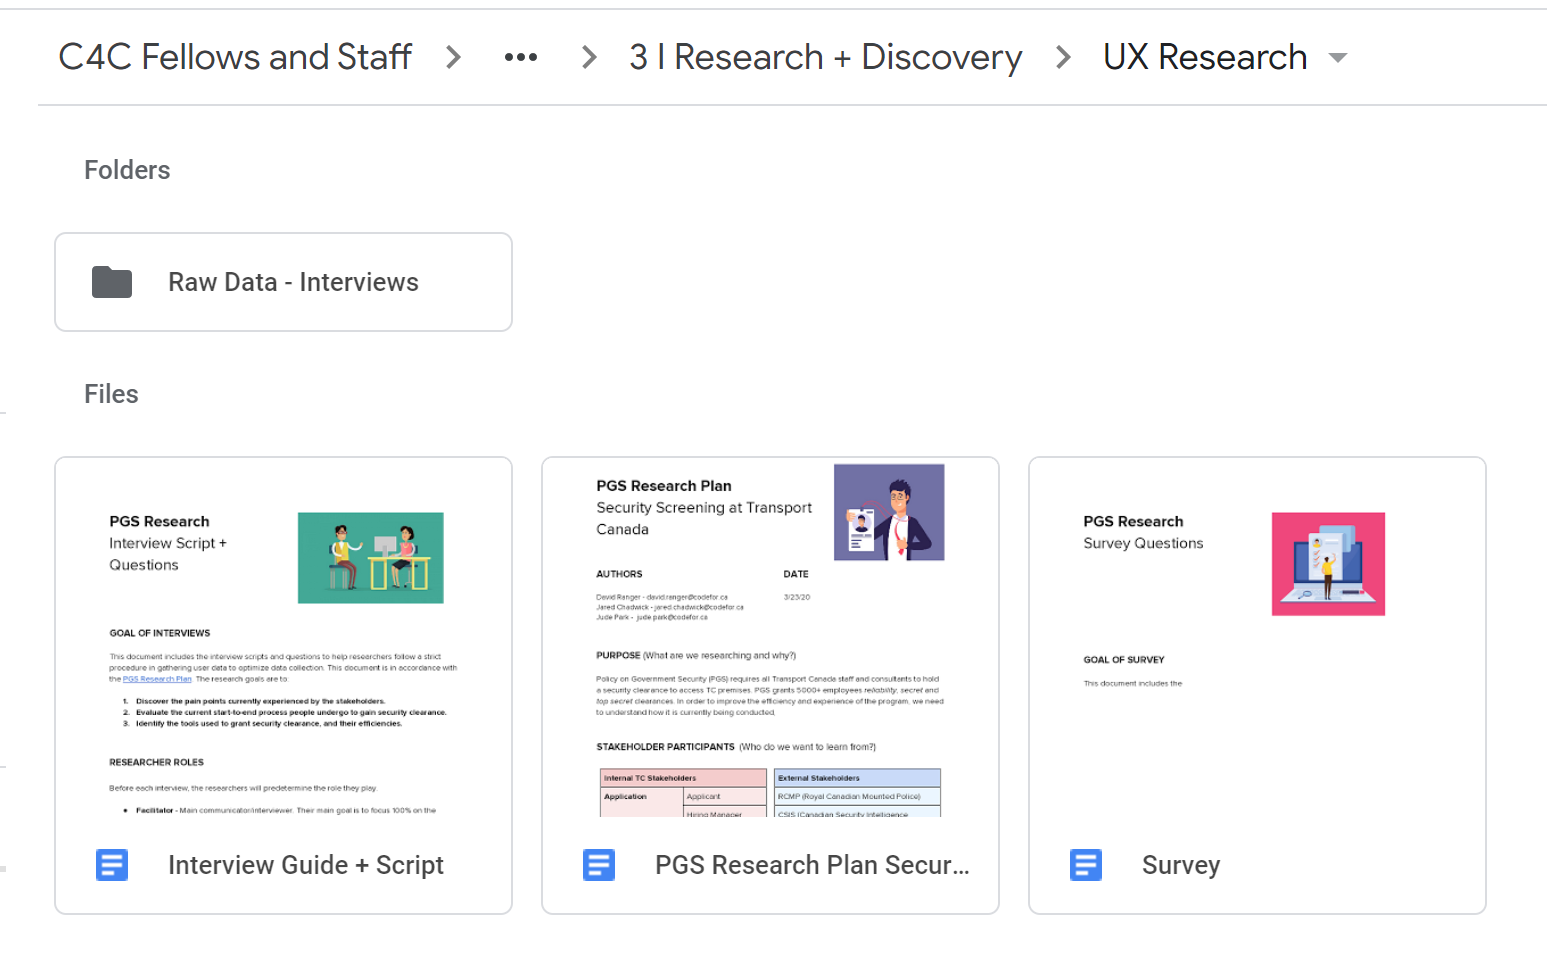 C4C Fellows and Staff > ••• > 3 | Research + Discovery > UX Research
Folders
Raw Data - Interviews
Files
PGS Research
Interview Script +
Questions
GOAL OF INTERVIEWS
This document includes the interview scripts and questions to help researchers follow a strict
procedure in gathering user data to optimize data collection. This document is in accordance with
the PGS Research Plan. The research goals are to:
1. Discover the pain points currently experienced by the stakeholders.
2. Evaluate the current start-to-end process people undergo to gain security clearance.
3. Identify the tools used to grant security clearance, and their efficiencies.
RESEARCHER ROLES
Before each interview, the researchers will predetermine the role they play.
• Facilitator - Main communicator/interviewer. Their main goal is to focus 100% on the
Interview Guide + Script
PGS Research Plan
Security Screening at Transport
Canada
AUTHORS DATE
David Ranger - david.ranger@codefor.ca 3/23/20
Jared Chadwick - jared.chadwick@codefor.ca
Jude Park - jude.park@codefor.ca
PURPOSE (What are we researching and why?)
Policy on Government Security (PGS) requires all Transport Canada staff and consultants to hold
a security clearance to access TC premises. PGS grants 5000+ employees reliability, secret and
top secret clearances. In order to improve the efficiency and experience of the program, we need
to understand how it is currently being conducted,
STAKEHOLDER PARTICIPANTS (Who do we want to learn from?)
Internal TC Stakeholders External Stakeholders
Application Applicant RCMP (Royal Canadian Mounted Police)
Hiring Manager CSIS (Canadian Security Intelligence
PGS Research Plan Secur...
PGS Research
Survey Questions
GOAL OF SURVEY
This document includes the
Survey